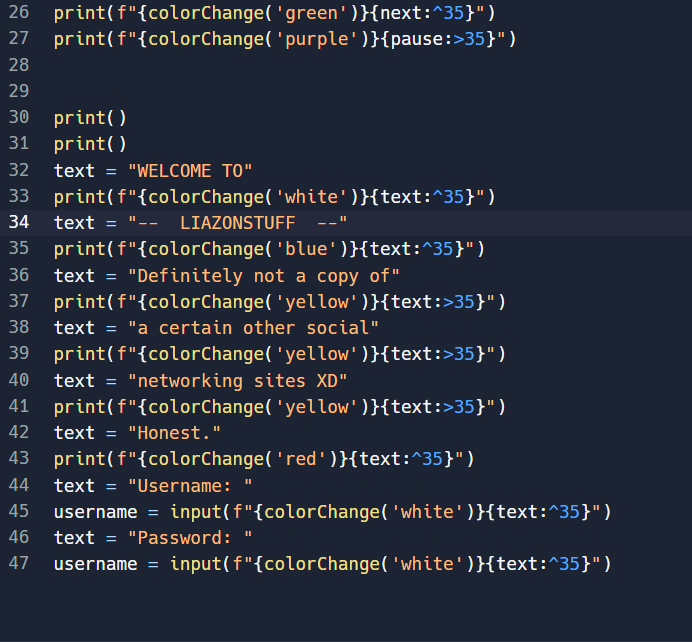 26 print(f"{colorChange('green')}{next:^35}")
27 print(f"{colorChange('purple')}{pause:>35}")
28
29
30 print()
31 print()
32 text = "WELCOME TO"
33 print(f"{colorChange('white')}{text:^35}")
34 text = "--  LIAZONSTUFF  --"
35 print(f"{colorChange('blue')}{text:^35}")
36 text = "Definitely not a copy of"
37 print(f"{colorChange('yellow')}{text:>35}")
38 text = "a certain other social"
39 print(f"{colorChange('yellow')}{text:>35}")
40 text = "networking sites XD"
41 print(f"{colorChange('yellow')}{text:>35}")
42 text = "Honest."
43 print(f"{colorChange('red')}{text:^35}")
44 text = "Username: "
45 username = input(f"{colorChange('white')}{text:^35}")
46 text = "Password: "
47 username = input(f"{colorChange('white')}{text:^35}")